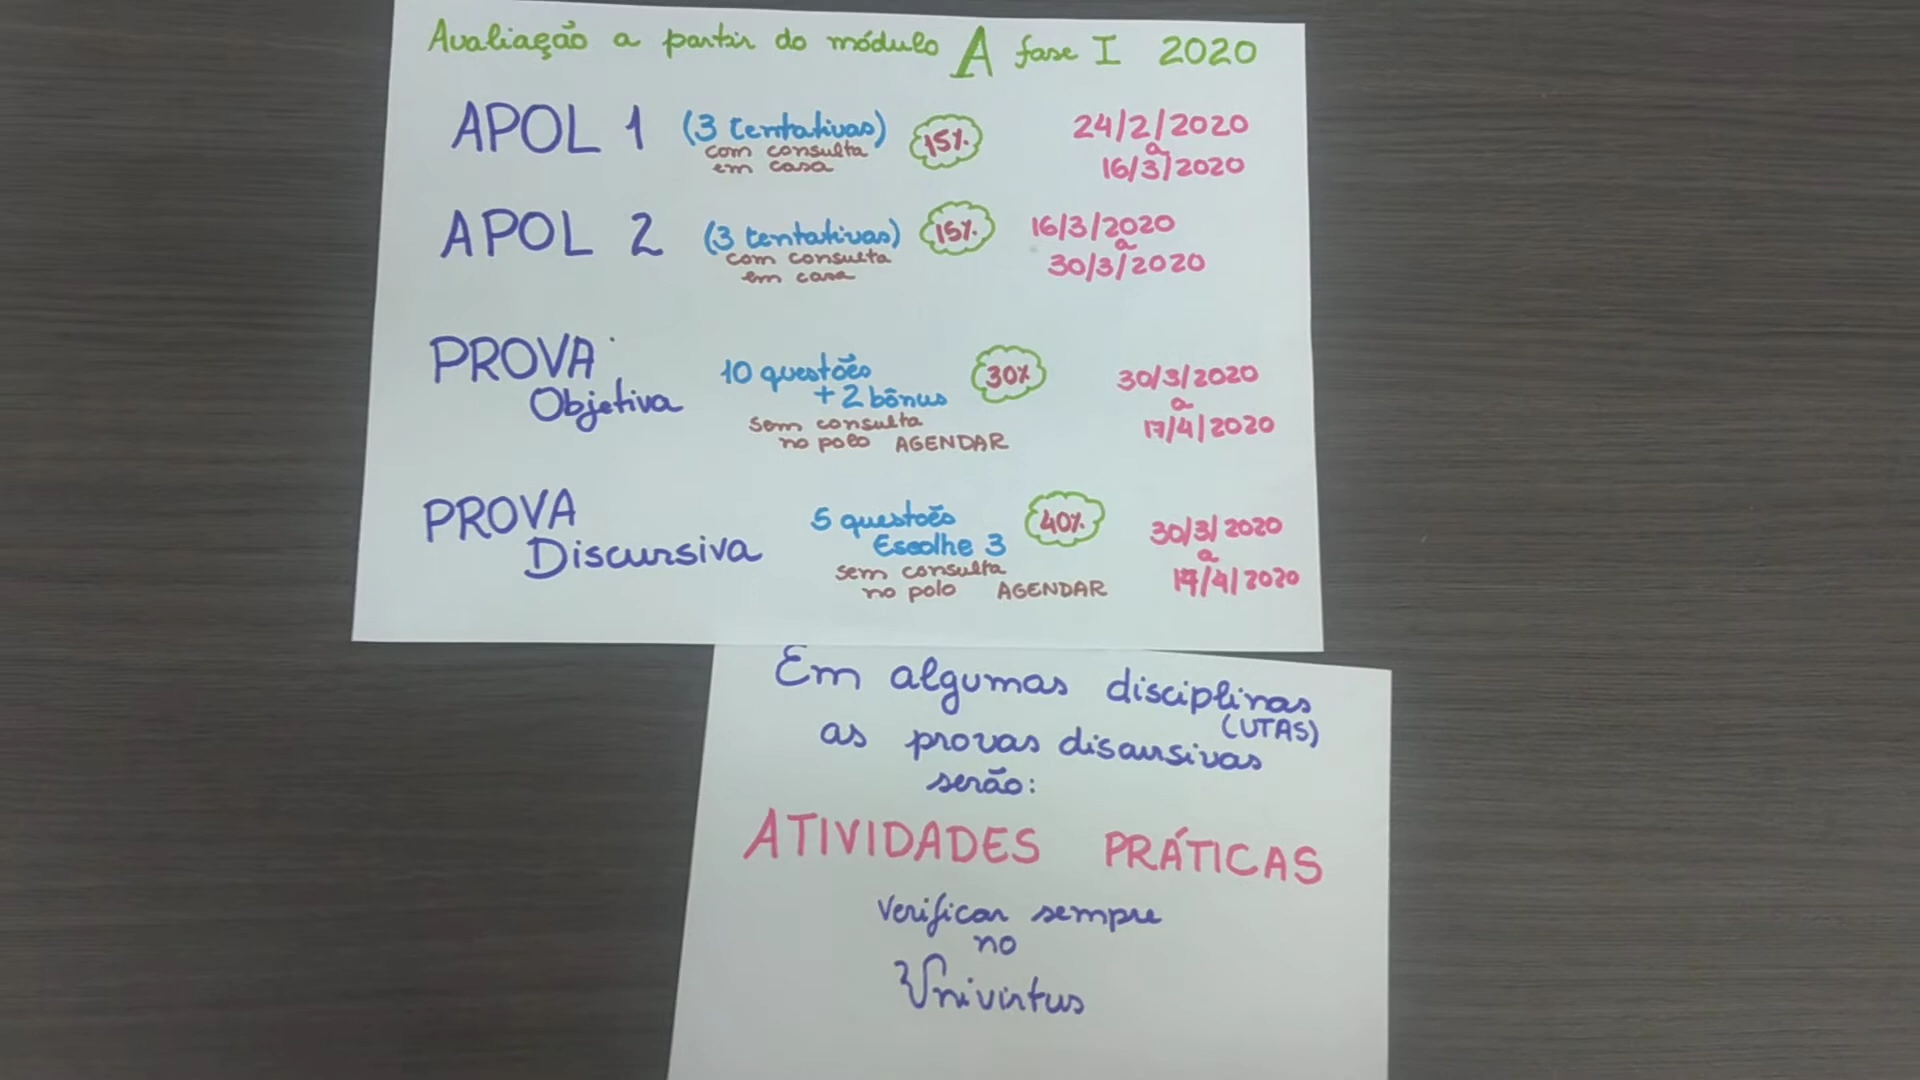 Avaliação a partir do módulo A fase I 2020
APOL 1 (3 tentativas) 15% 24/2/2020
com consulta a
em casa 16/3/2020
APOL 2 (3 tentativas) 15% 16/3/2020
com consulta a
em casa 30/3/2020
PROVA 10 questões 30% 30/3/2020
Objetiva + 2 bônus a
sem consulta 17/4/2020
no polo AGENDAR
PROVA 5 questões 40% 30/3/2020
Discursiva Escolhe 3 a
sem consulta 17/4/2020
no polo AGENDAR
Em algumas disciplinas
(UTAS)
as provas discursivas
serão:
ATIVIDADES PRÁTICAS
Verificar sempre
no
Univirtus